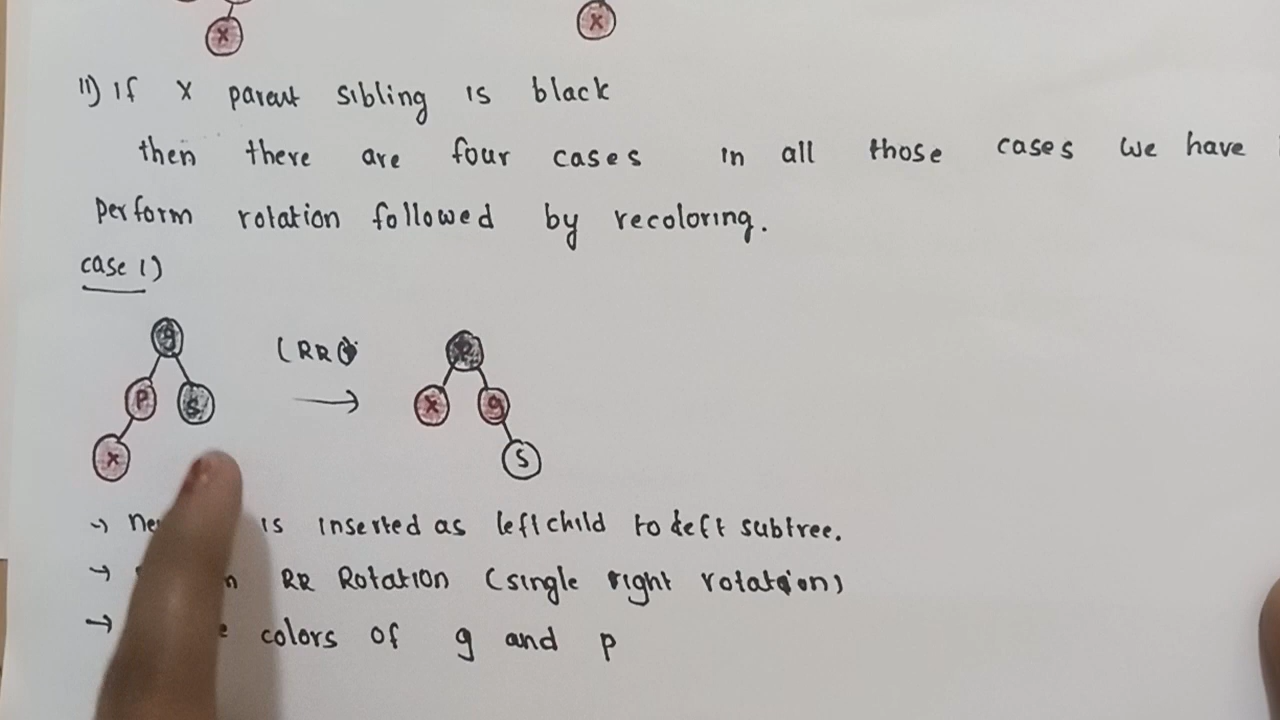 x x
11) If x parent sibling is black
then there are four cases in all those cases we have
perform rotation followed by recoloring.
case 1)
g (RR
P S → x g
x S
→ is inserted as left child to left subtree.
→ RR Rotation (single right rotation)
→ colors of g and p